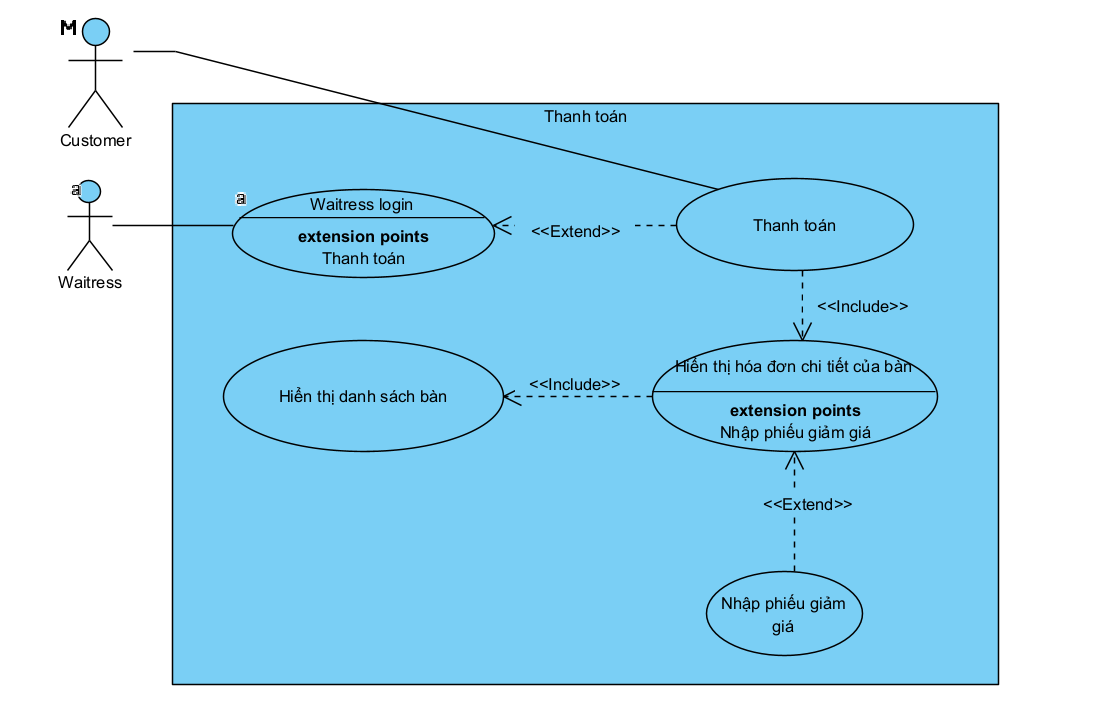 M
Customer
Thanh toán
a
Waitress
a
Waitress login
extension points
Thanh toán
<<Extend>>
Thanh toán
<<Include>>
Hiển thị danh sách bàn
<<Include>>
Hiển thị hóa đơn chi tiết của bàn
extension points
Nhập phiếu giảm giá
<<Extend>>
Nhập phiếu giảm
giá